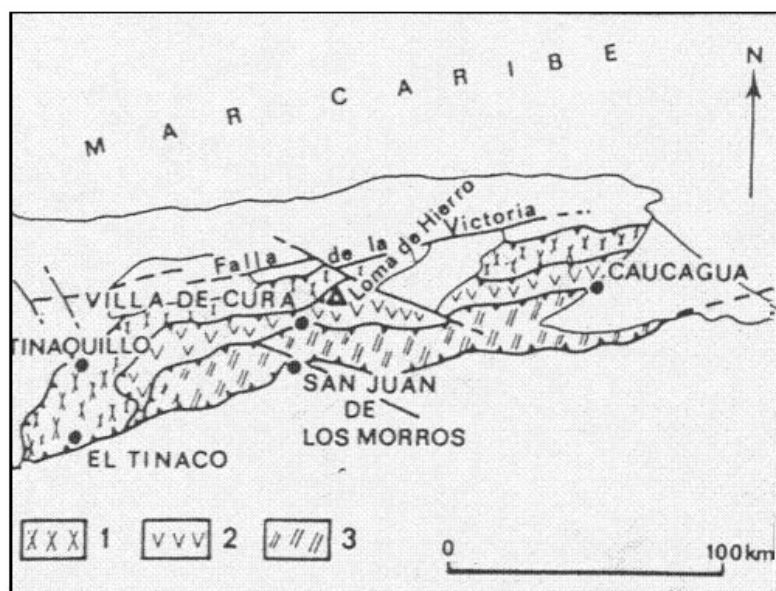 MAR CARIBE
N
Falla de la Victoria
Loma de Hierro
VILLA DE CURA
CAUCAGUA
TINAQUILLO
SAN JUAN
DE
LOS MORROS
EL TINACO
1 2 3
0 100km